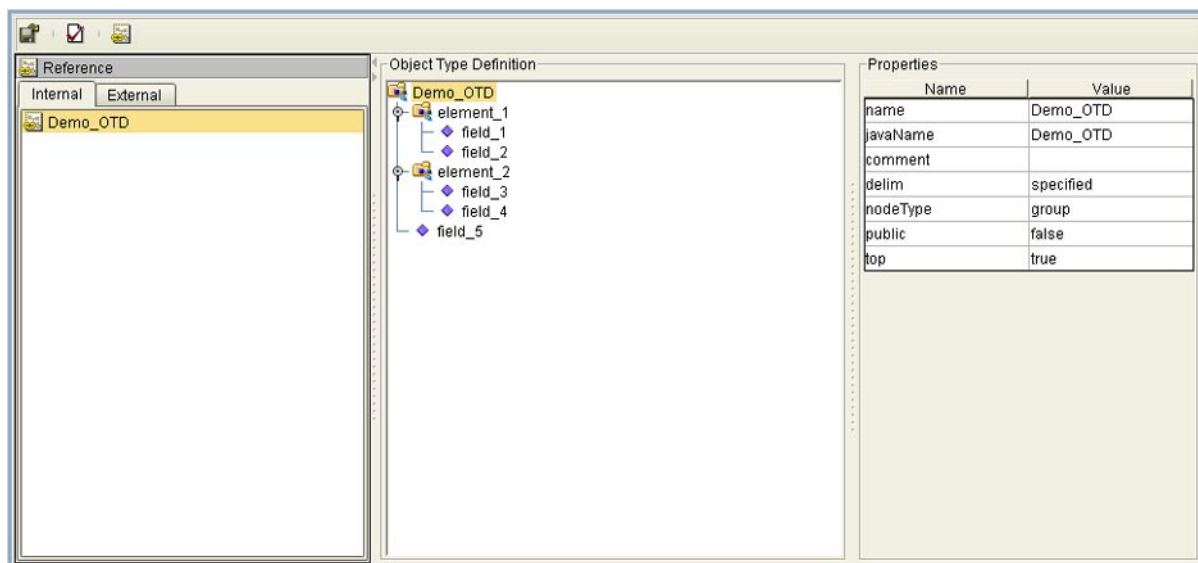 Reference
Internal External
Demo_OTD
Object Type Definition
Demo_OTD
element_1
field_1
field_2
element_2
field_3
field_4
field_5
Properties
Name Value
name Demo_OTD
javaName Demo_OTD
comment
delim specified
nodeType group
public false
top true